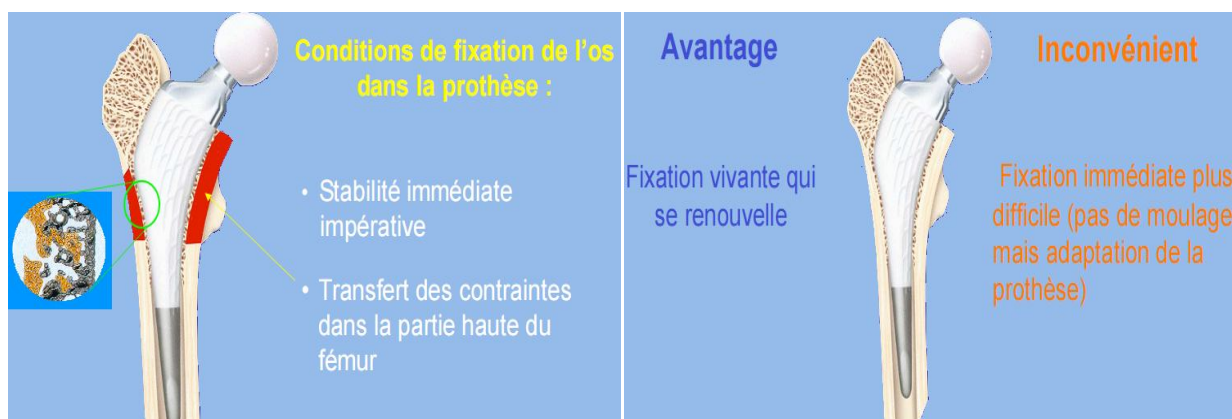 Conditions de fixation de l'os
dans la prothèse :
• Stabilité immédiate
impérative
• Transfert des contraintes
dans la partie haute du
fémur
Avantage
Fixation vivante qui
se renouvelle
Inconvénient
Fixation immédiate plus
difficile (pas de moulage
mais adaptation de la
prothèse)